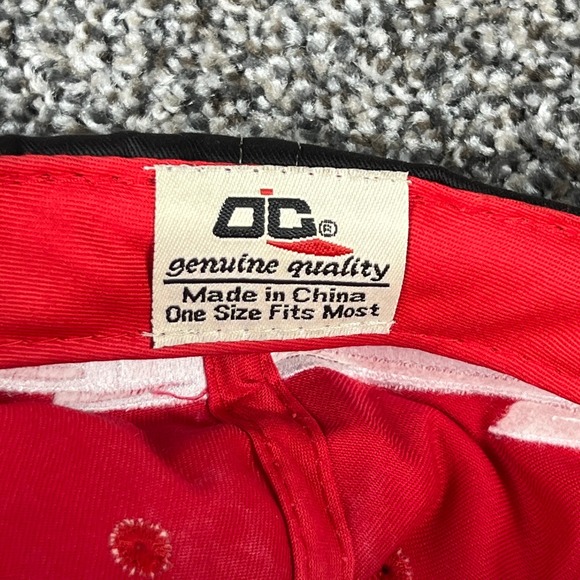 OC®
genuine quality
Made in China
One Size Fits Most